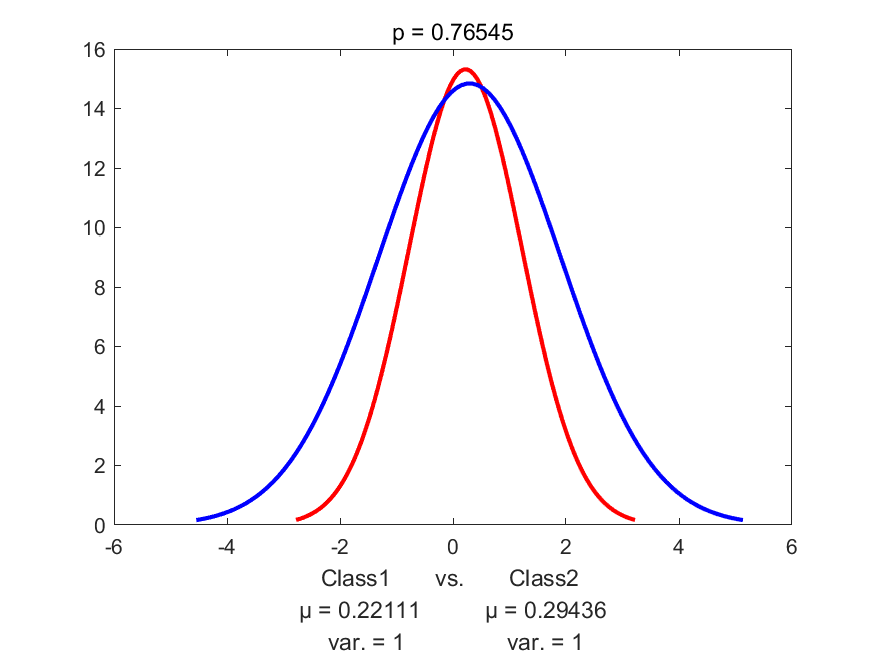 p = 0.76545
16
14
12
10
8
6
4
2
0
-6 -4 -2 0 2 4 6
Class1 vs. Class2
μ = 0.22111 μ = 0.29436
var. = 1 var. = 1